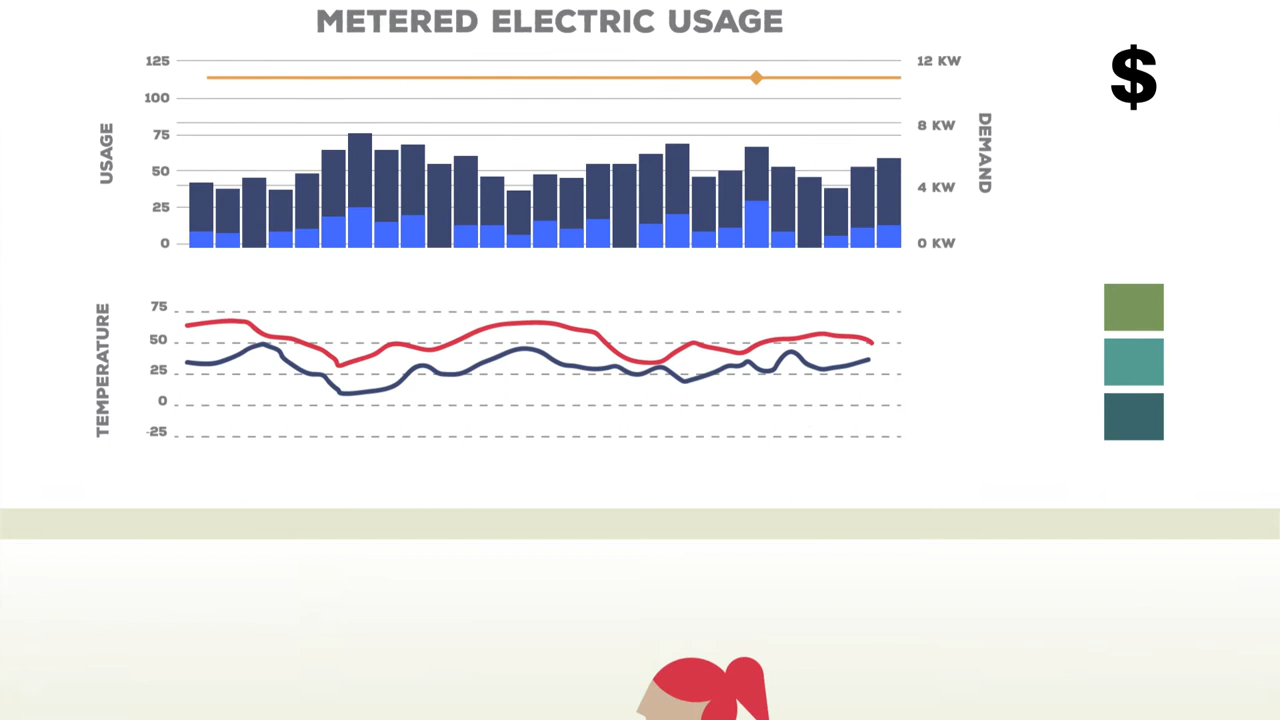 METERED ELECTRIC USAGE
$
USAGE
125
100
75
50
25
0
12 KW
8 KW
4 KW
0 KW
DEMAND
TEMPERATURE
75
50
25
0
-25